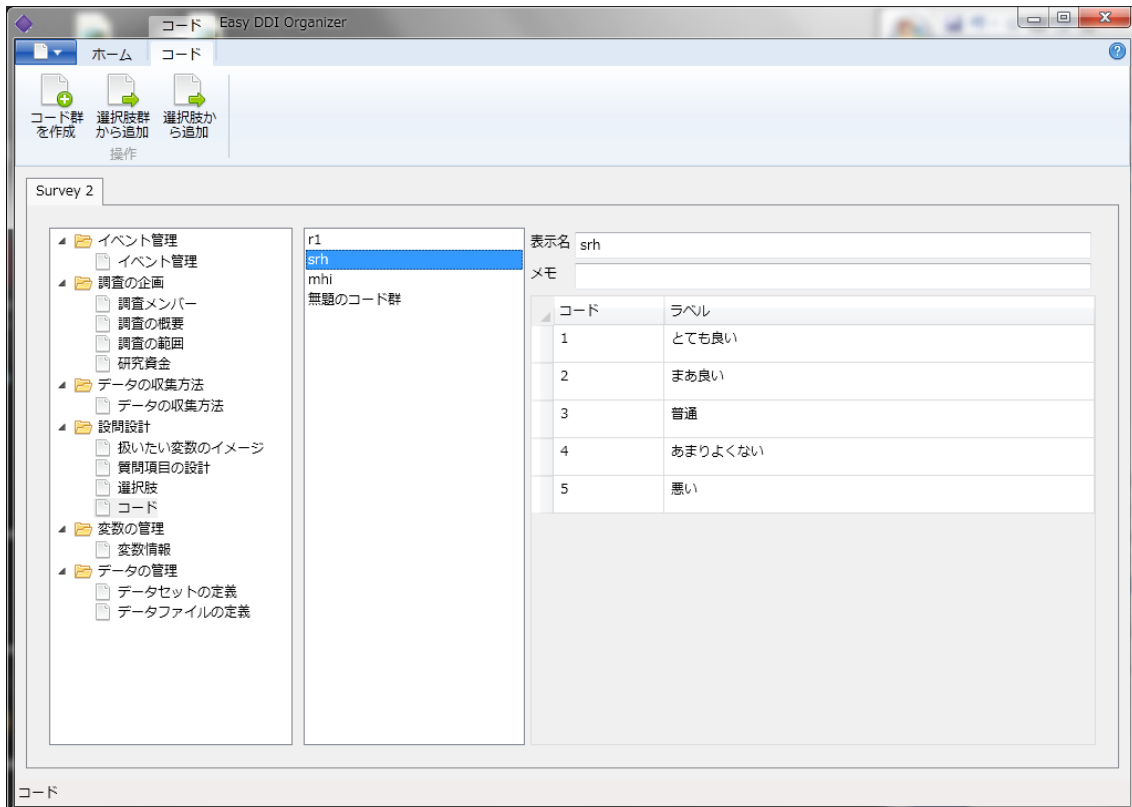 コード Easy DDI Organizer
ホーム コード
コード群を作成
選択肢群から追加
選択肢から追加
操作
Survey 2
イベント管理
イベント管理
調査の企画
調査メンバー
調査の概要
調査の範囲
研究資金
データの収集方法
データの収集方法
設問設計
扱いたい変数のイメージ
質問項目の設計
選択肢
コード
変数の管理
変数情報
データの管理
データセットの定義
データファイルの定義
r1
srh
mhi
無題のコード群
表示名 srh
メモ
コード ラベル
1 とても良い
2 まあ良い
3 普通
4 あまりよくない
5 悪い
コード